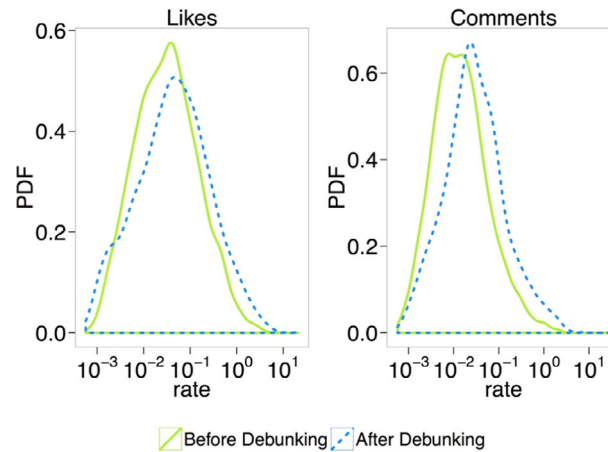 Likes
Comments
0.6
0.4
0.2
0.0
PDF
10⁻³ 10⁻² 10⁻¹ 10⁰ 10¹
rate
0.6
0.4
0.2
0.0
PDF
10⁻³ 10⁻² 10⁻¹ 10⁰ 10¹
rate
Before Debunking After Debunking